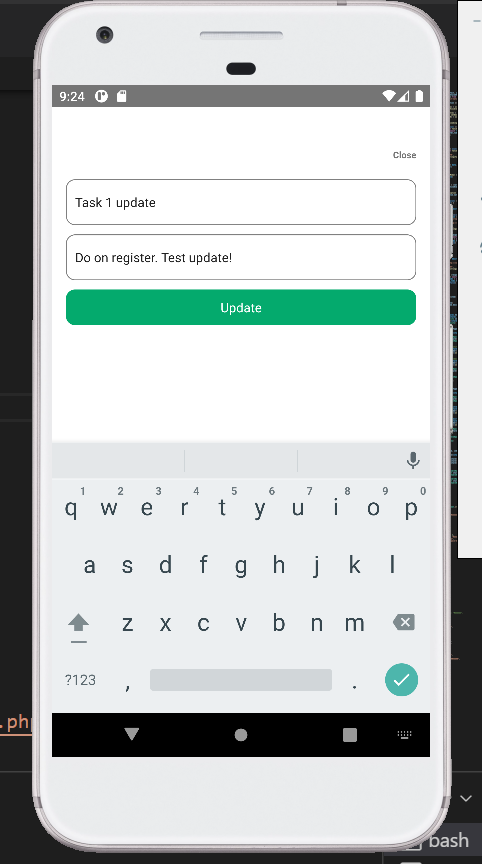 9:24
Close
Task 1 update
Do on register. Test update!
Update
1 2 3 4 5 6 7 8 9 0
q w e r t y u i o p
a s d f g h j k l
z x c v b n m
?123 , .
.php
bash